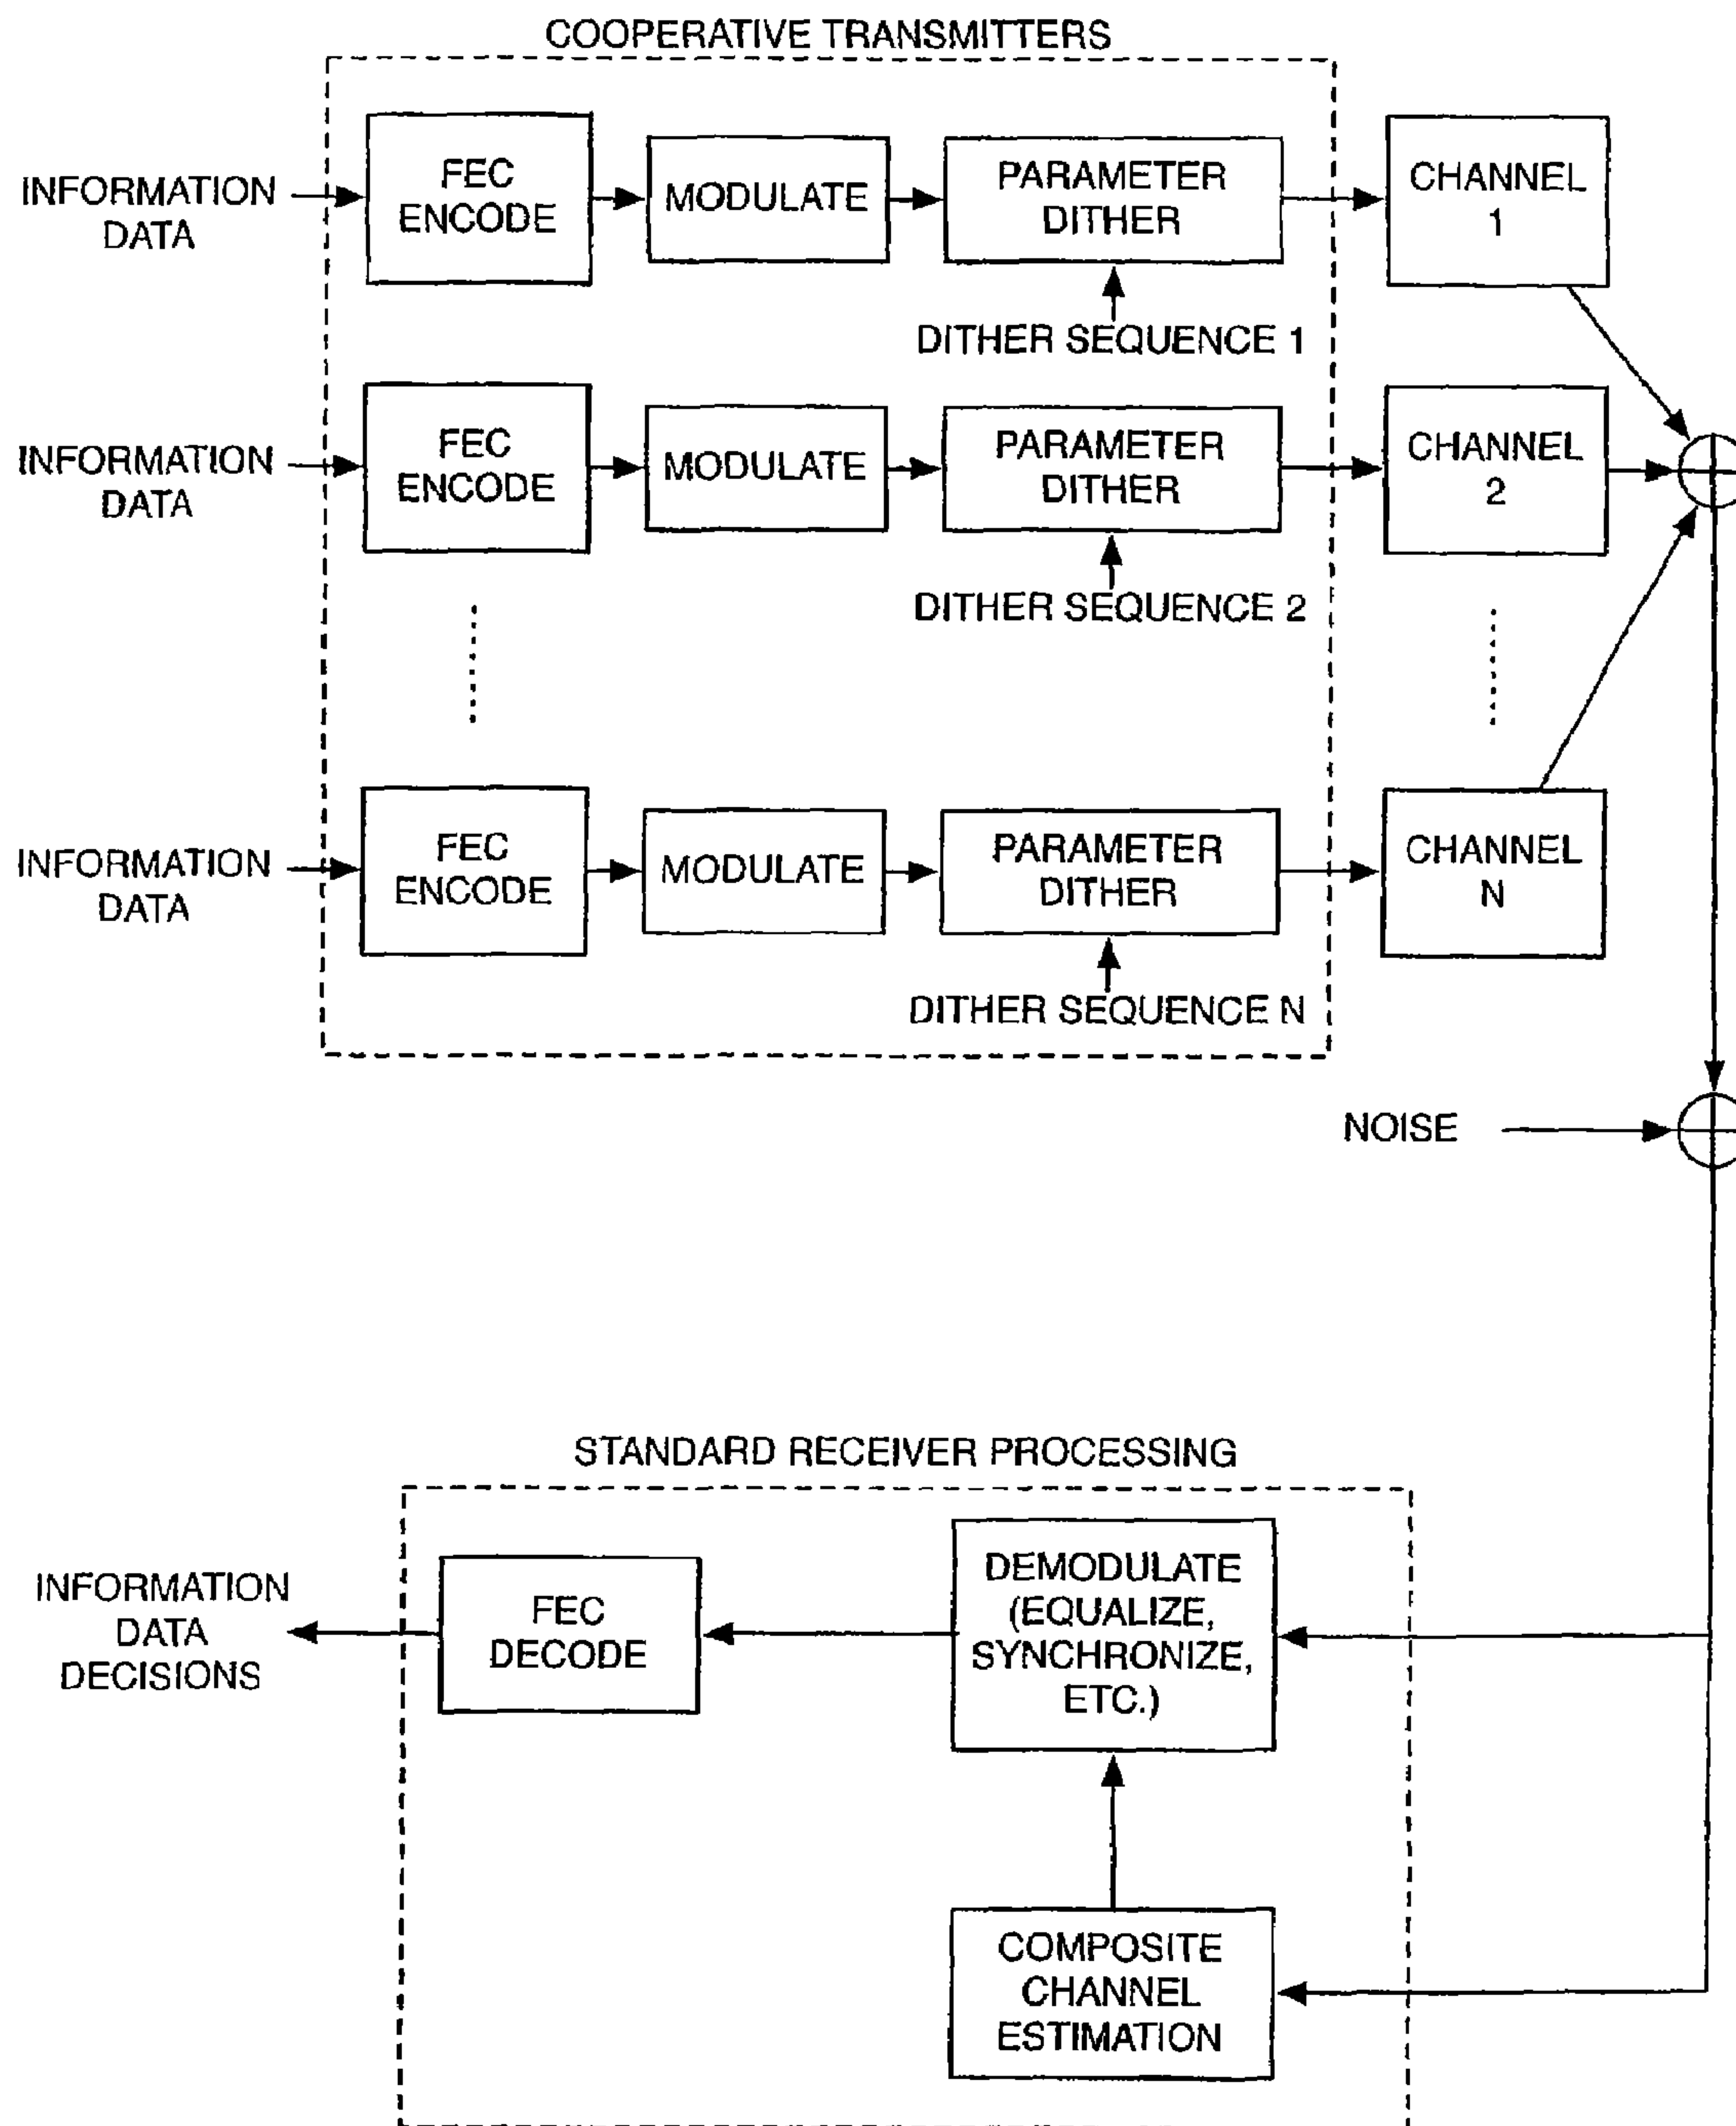 COOPERATIVE TRANSMITTERS
INFORMATION
DATA
FEC
ENCODE
MODULATE
PARAMETER
DITHER
CHANNEL
1
DITHER SEQUENCE 1
INFORMATION
DATA
FEC
ENCODE
MODULATE
PARAMETER
DITHER
CHANNEL
2
DITHER SEQUENCE 2
INFORMATION
DATA
FEC
ENCODE
MODULATE
PARAMETER
DITHER
CHANNEL
N
DITHER SEQUENCE N
NOISE
STANDARD RECEIVER PROCESSING
INFORMATION
DATA
DECISIONS
FEC
DECODE
DEMODULATE
(EQUALIZE,
SYNCHRONIZE,
ETC.)
COMPOSITE
CHANNEL
ESTIMATION